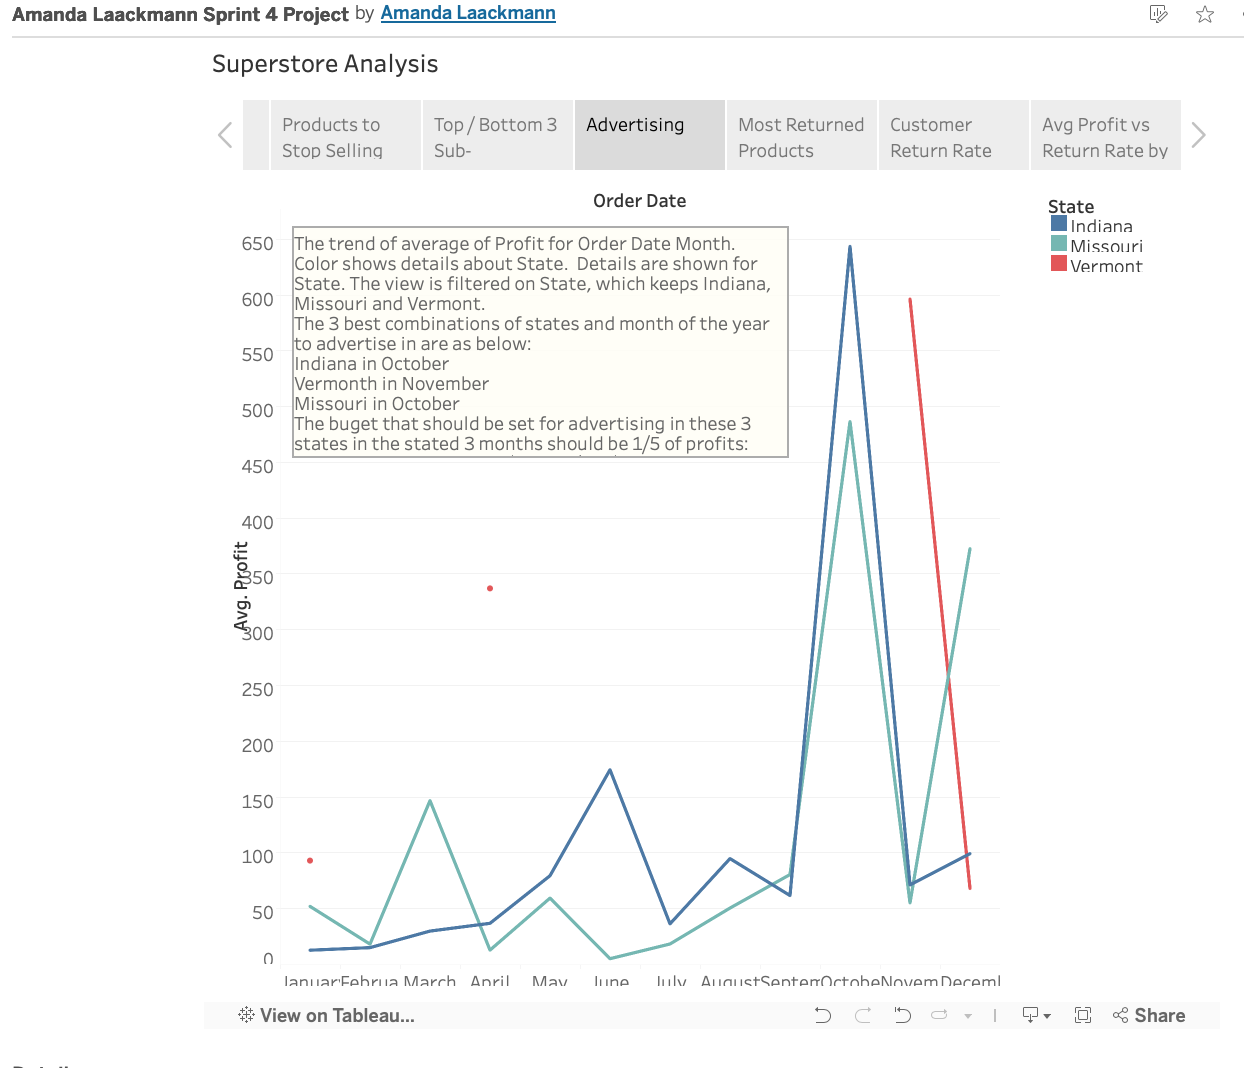 Amanda Laackmann Sprint 4 Project by Amanda Laackmann
Superstore Analysis
Products to
Stop Selling
Top / Bottom 3
Sub-
Advertising
Most Returned
Products
Customer
Return Rate
Avg Profit vs
Return Rate by
Order Date
State
Indiana
Missouri
Vermont
The trend of average of Profit for Order Date Month.
Color shows details about State.  Details are shown for
State. The view is filtered on State, which keeps Indiana,
Missouri and Vermont.
The 3 best combinations of states and month of the year
to advertise in are as below:
Indiana in October
Vermonth in November
Missouri in October
The buget that should be set for advertising in these 3
states in the stated 3 months should be 1/5 of profits:
Avg. Profit
650
600
550
500
450
400
350
300
250
200
150
100
50
0
Januar Februa March April May June July August Septem Octobe Novem Decemb
View on Tableau...
Share